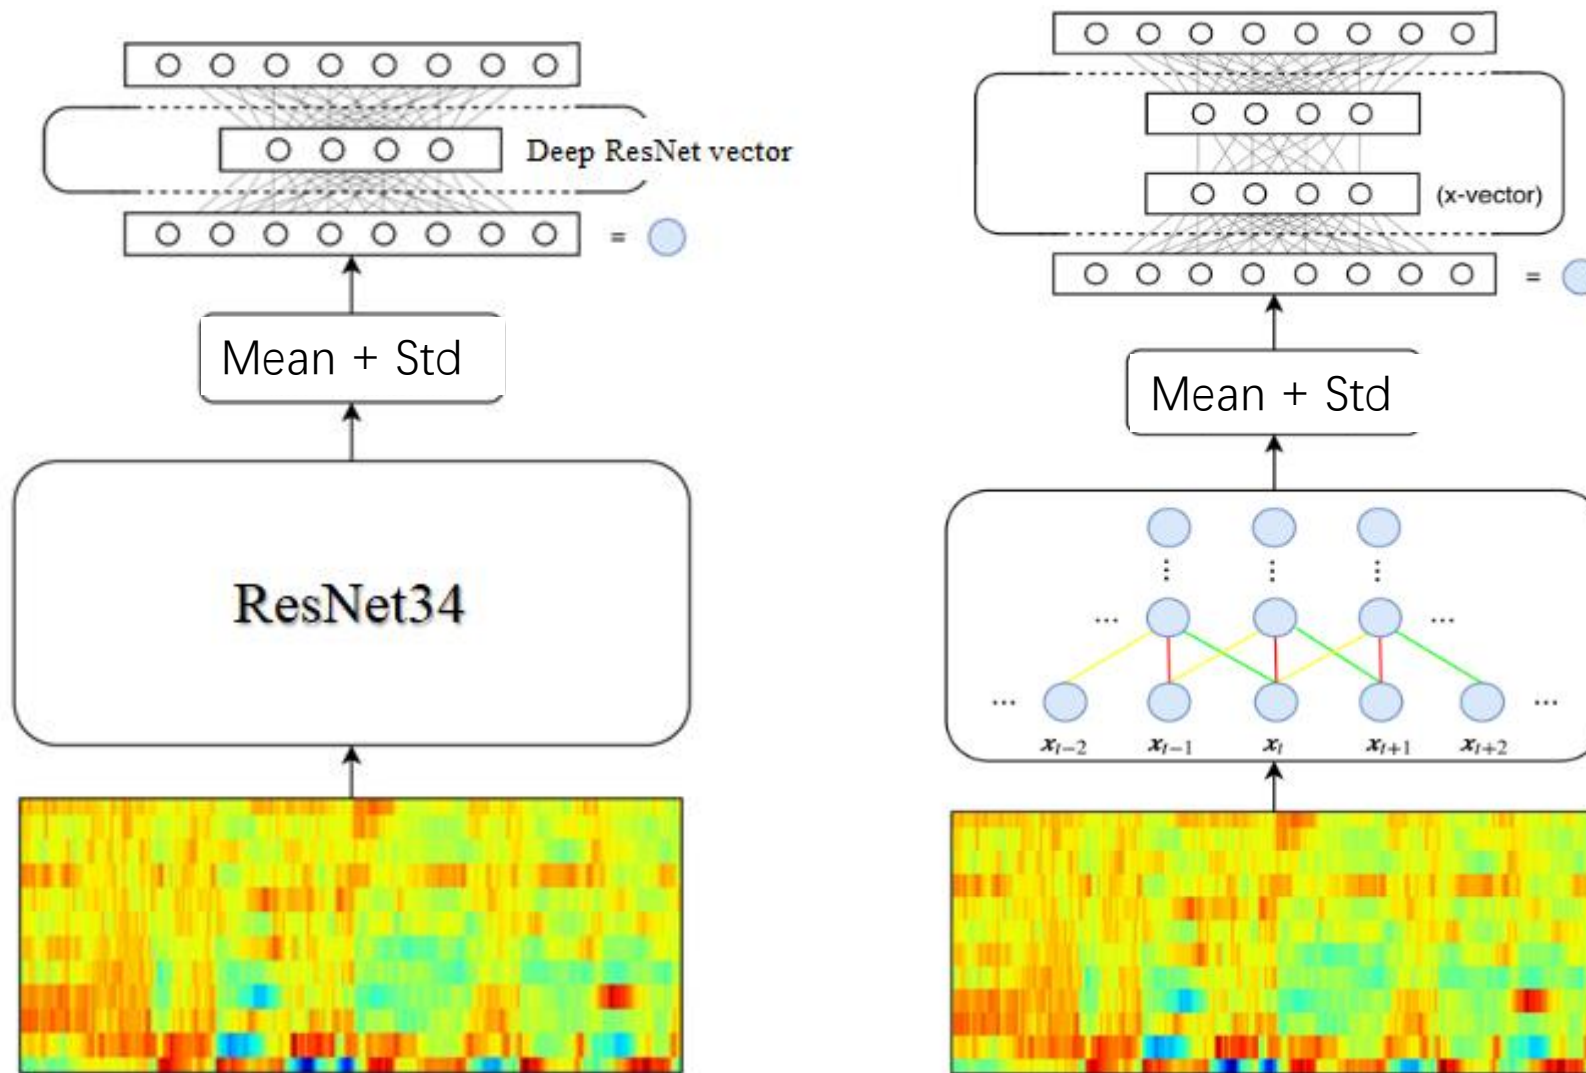 Deep ResNet vector
=
Mean + Std
ResNet34
(x-vector)
=
Mean + Std
⋮ ⋮ ⋮
... ...
... ...
x_{t−2} x_{t−1} x_t x_{t+1} x_{t+2}